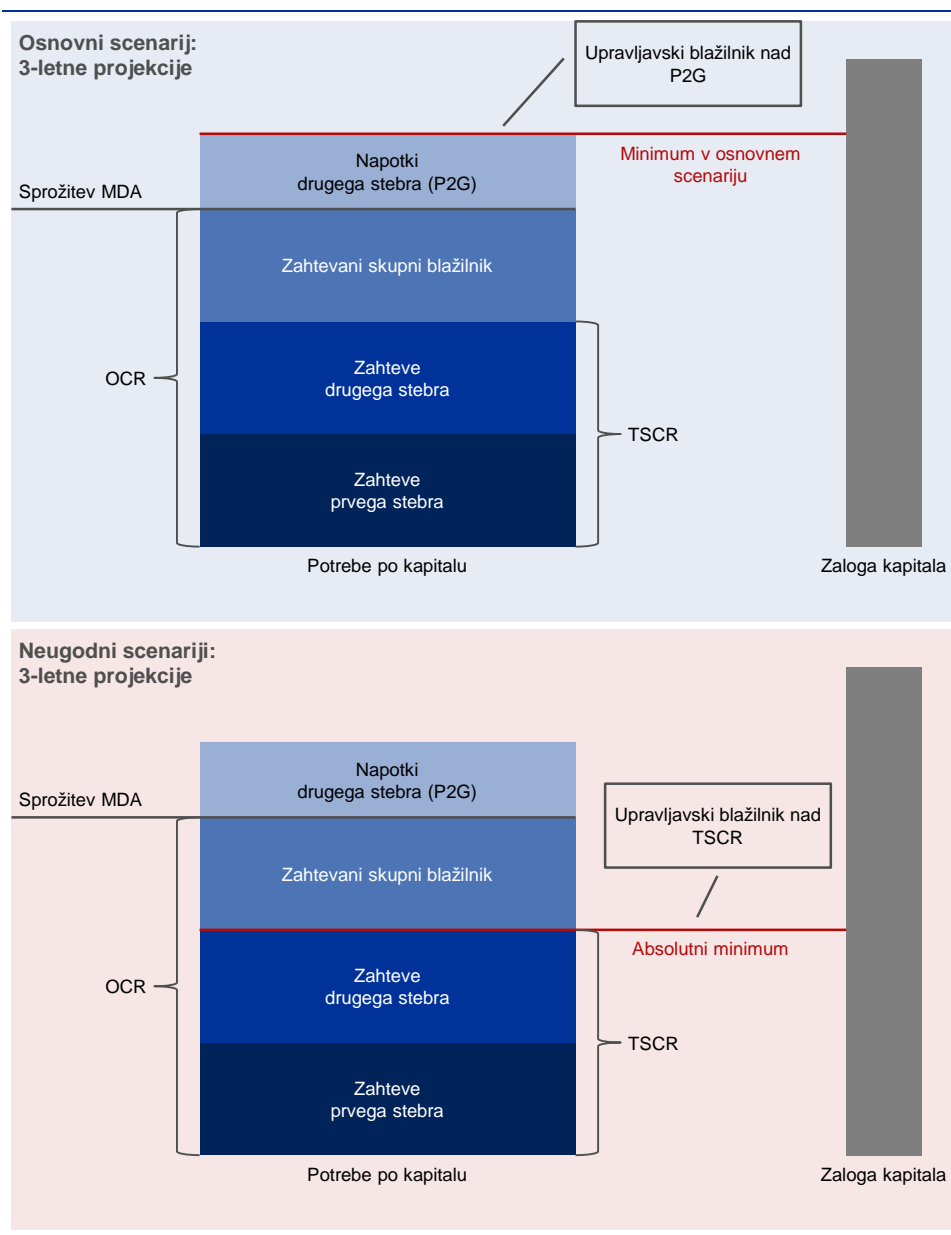 Osnovni scenarij:
3-letne projekcije
Upravljavski blažilnik nad
P2G
Napotki
drugega stebra (P2G)
Minimum v osnovnem
scenariju
Sprožitev MDA
Zahtevani skupni blažilnik
Zahteve
drugega stebra
OCR
TSCR
Zahteve
prvega stebra
Potrebe po kapitalu
Zaloga kapitala
Neugodni scenariji:
3-letne projekcije
Napotki
drugega stebra (P2G)
Sprožitev MDA
Upravljavski blažilnik nad
TSCR
Zahtevani skupni blažilnik
Absolutni minimum
Zahteve
drugega stebra
OCR
TSCR
Zahteve
prvega stebra
Potrebe po kapitalu
Zaloga kapitala